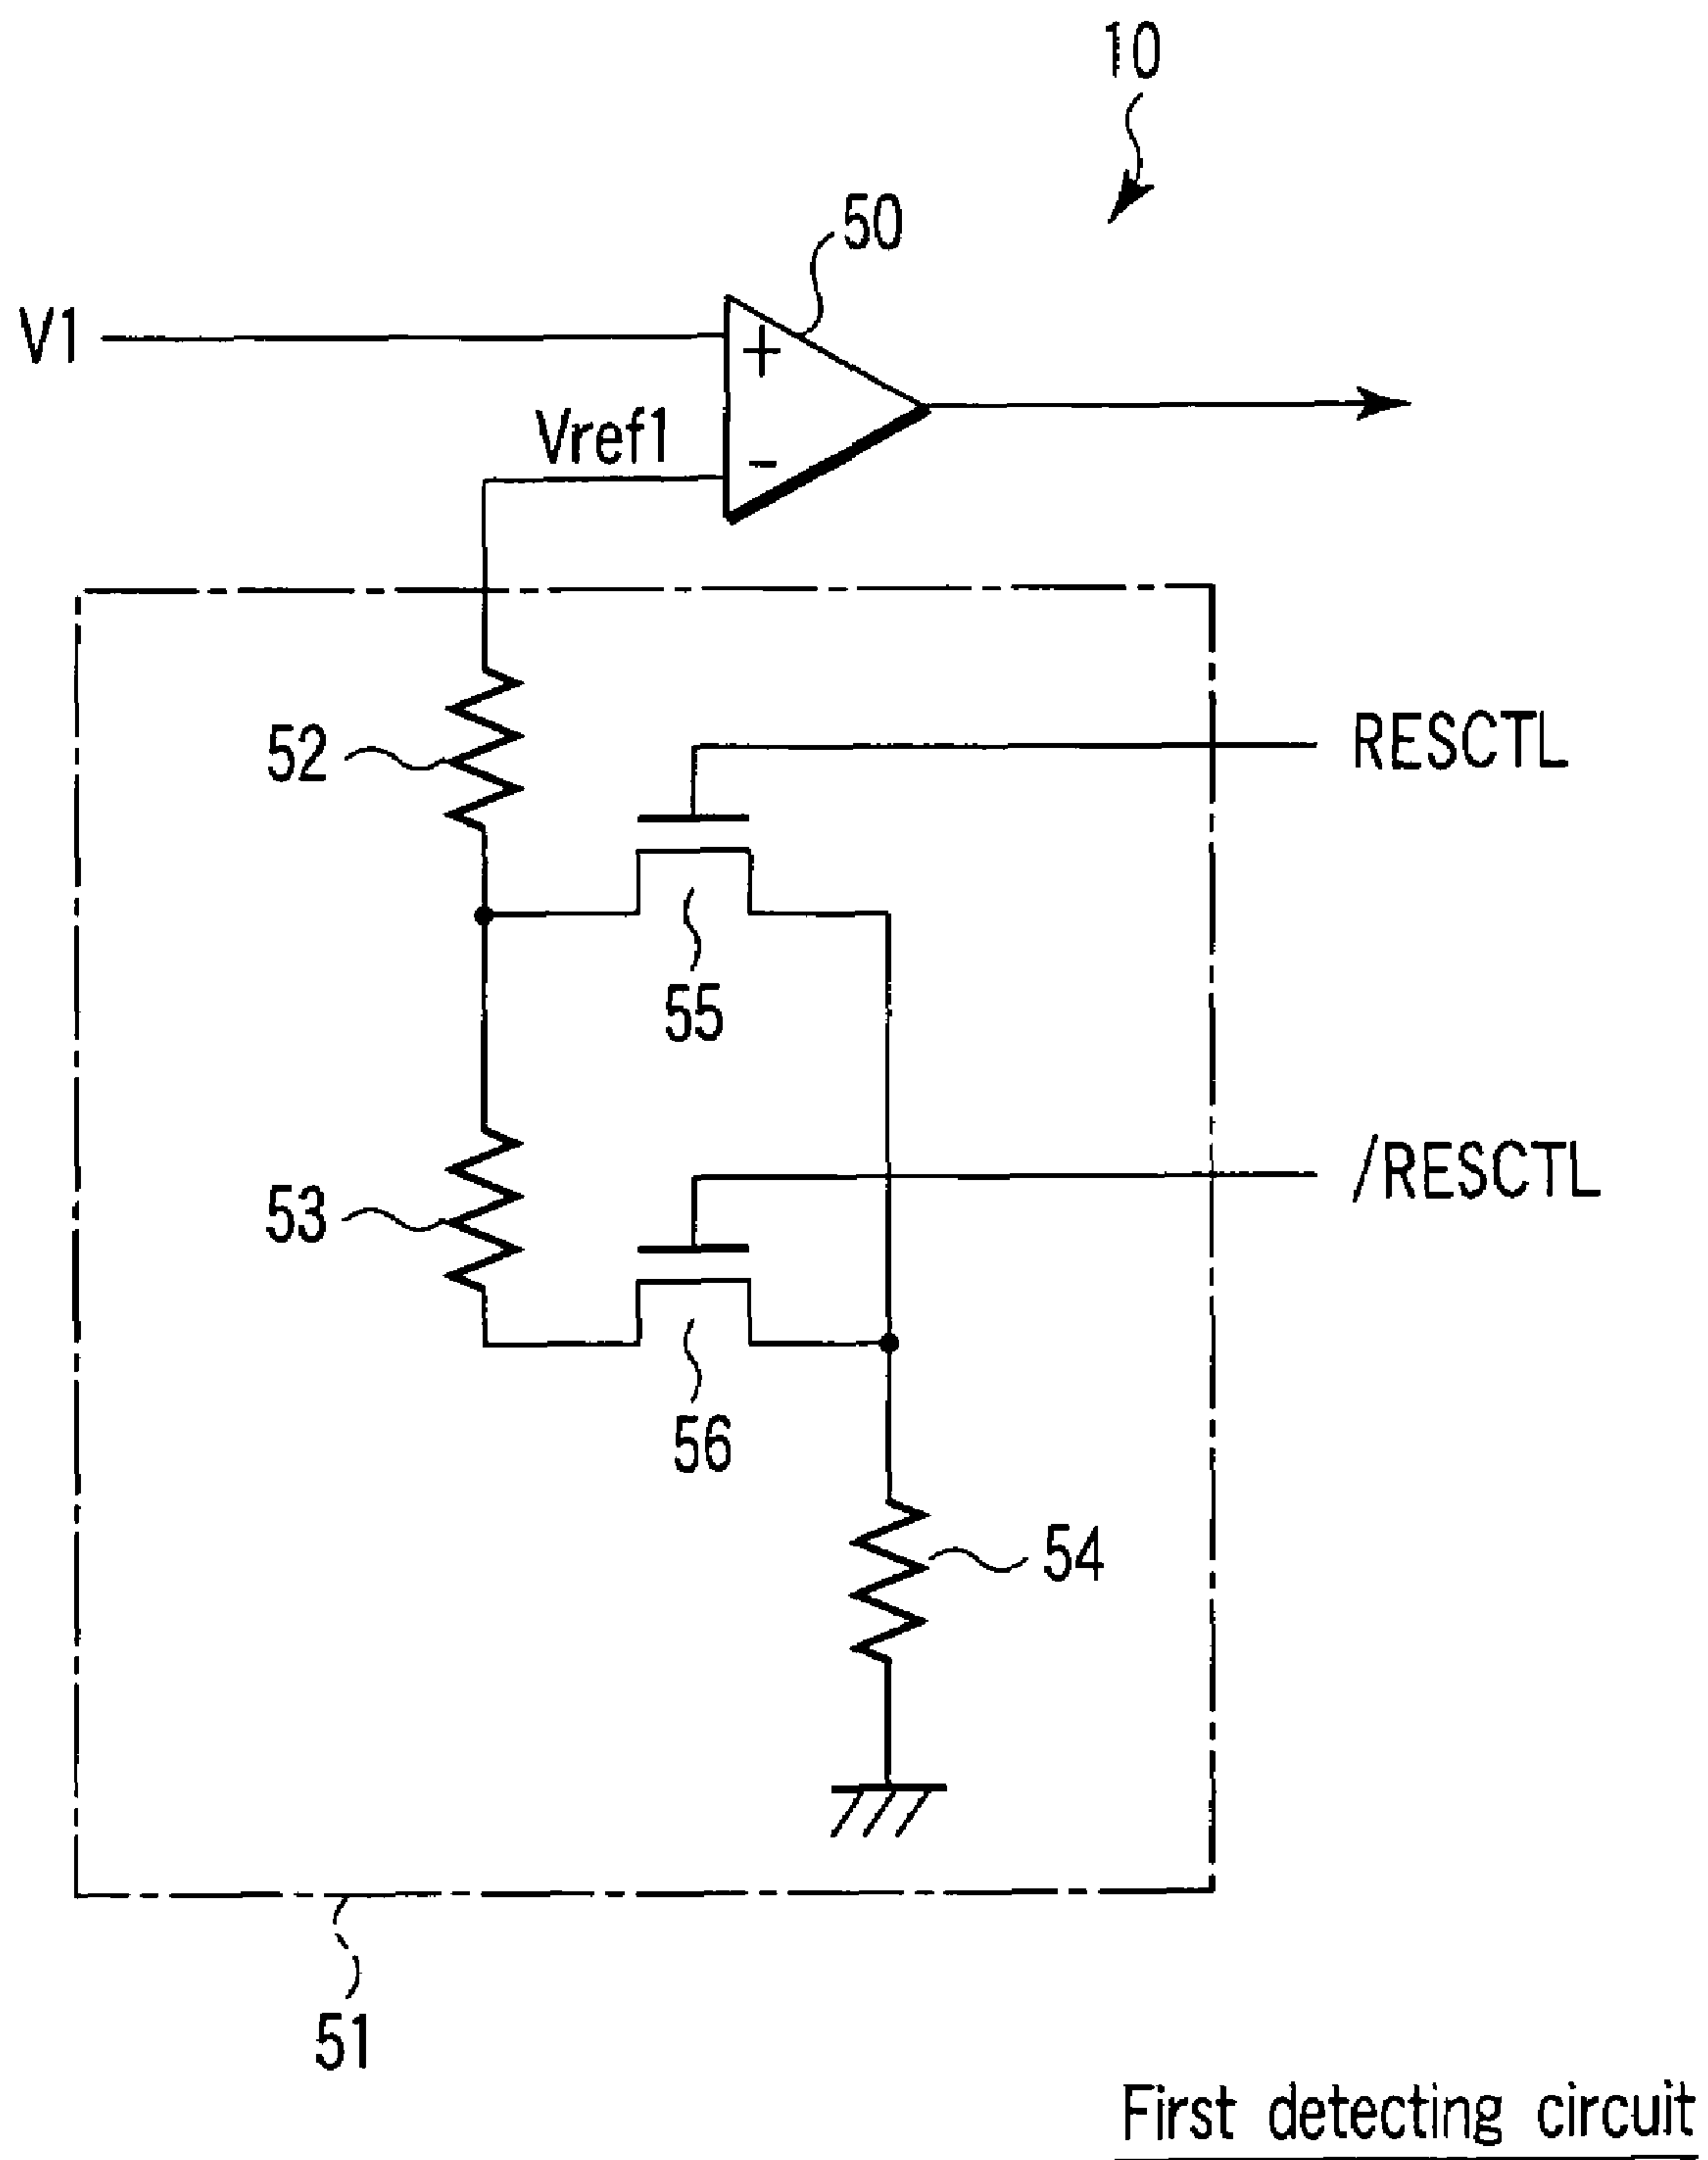 10
50
V1
+
Vref1
-
52
RESCTL
55
/RESCTL
53
56
54
51
First detecting circuit